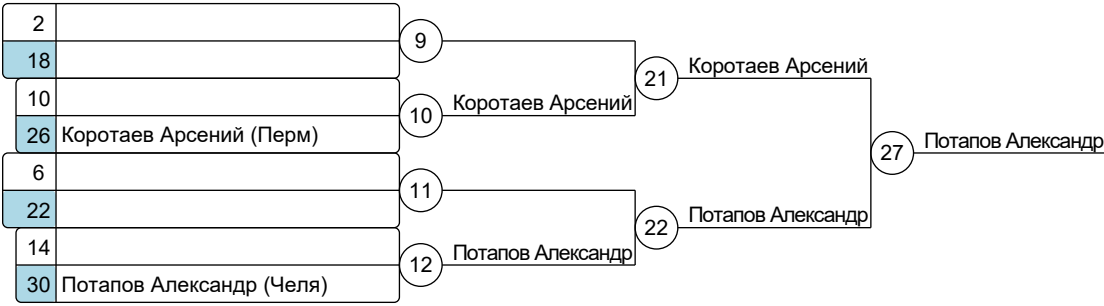 2
9
18
21 Коротаев Арсений
10
10 Коротаев Арсений
26 Коротаев Арсений (Перм)
27 Потапов Александр
6
11
22
22 Потапов Александр
14
12 Потапов Александр
30 Потапов Александр (Челя)